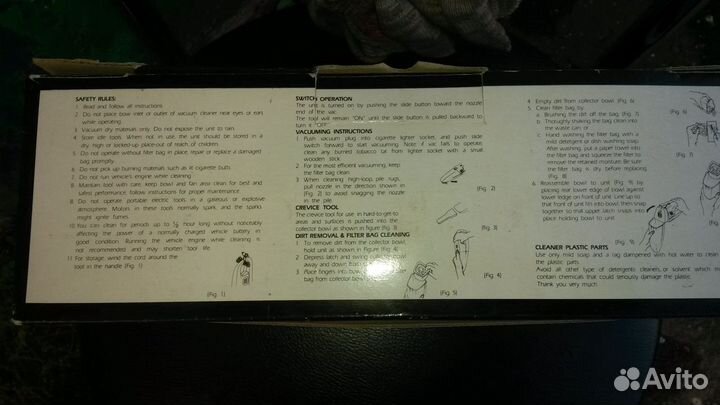 SAFETY RULES:
1. Read and follow all instructions
2. Do not place bowl inlet or outlet of vacuum cleaner near eyes or ears
while operating.
3. Vacuum dry materials only. Do not expose the unit to rain.
4. Store idle tools. When not in use, the unit should be stored in a
dry, high or locked-up place-out of reach of children.
5. Do not operate without filter bag in place, repair or replace a damaged
bag promptly.
6. Do not pick up burning materials such as lit cigarette butts.
7. Do not run vehicle's engine while cleaning
8. Maintain tool with care, keep bowl and fan area clean for best and
safest performance. follow instructions for proper maintenance.
9. Do not operate portable electric tools in a gateous or explosive
atmosphere. Motors, in these tools normally spark, and the sparks
might ignite fumes.
10. You can clean for periods up to ½ hour long without noticeably
affecting the power of a normally charged vehicle battery in
good condition. Running the vehicle engine while cleaning is
not recommended and may shorten tool life.
11. For storage, wind the cord around the
tool in the handle (Fig. 1)
(Fig. 1)
SWITCH OPERATION
The unit is turned on by pushing the slide button toward the nozzle
end of the vac.
The tool will remain "ON", until the slide button is pulled backward to
turn it "OFF".
VACUUMING INSTRUCTIONS
1. Push vacuum plug into cigarette lighter socket, and push slide
switch forward to start vacuuming. Note if vac fails to operate
clean any burned tobacco tar from lighter socket with a small
wooden stick.
2. For the most efficient vacuuming, keep
the filter bag clean.
3. When cleaning high-loop, pile rugs,
pull nozzle in the direction shown in
(Fig. 2) to avoid snagging the nozzle
in the pile.
(Fig. 2)
CREVICE TOOL
The crevice tool for use in hard-to-get-to
areas and surfaces is pushed into the
collector bowl as shown in figure (Fig. 3)
(Fig. 3)
DIRT REMOVAL & FILTER BAG CLEANING
1. To remove dirt from the collector bowl,
hold unit as shown in figure (Fig. 4)
2. Depress latch and swing collector bowl
away and down from
3. Place fingers into bowl
bag from collector bowl
(Fig. 4)
(Fig. 5)
4. Empty dirt from collector bowl (Fig. 6)
5. Clean filter bag by:
a. Brushing the dirt off the bag (Fig. 7)
b. Thoroughly shaking the bag clean into
the waste can, or
c. Hand washing the filter bag with a
mild detergent or dish washing soap.
After washing, put a paper towel into
the filter bag and squeeze the filter to
remove the retained moisture. Be sure
the filter bag is dry before replacing
(Fig. 8)
6. Reassemble bowl to unit (Fig. 9) by
placing rear lower edge of bowl against
lower ledge on front of unit. Line up so
that front of unit fits into bowl, then snap
together so that upper latch snaps into
place holding bowl to unit.
(Fig. 9)
CLEANER PLASTIC PARTS
Use only mild soap and a rag dampened with hot water to clean
the plastic parts.
Avoid all other type of detergents cleaners, or solvent which
contain chemicals that could seriously damage the plastic.
Thank you very much.
Avito